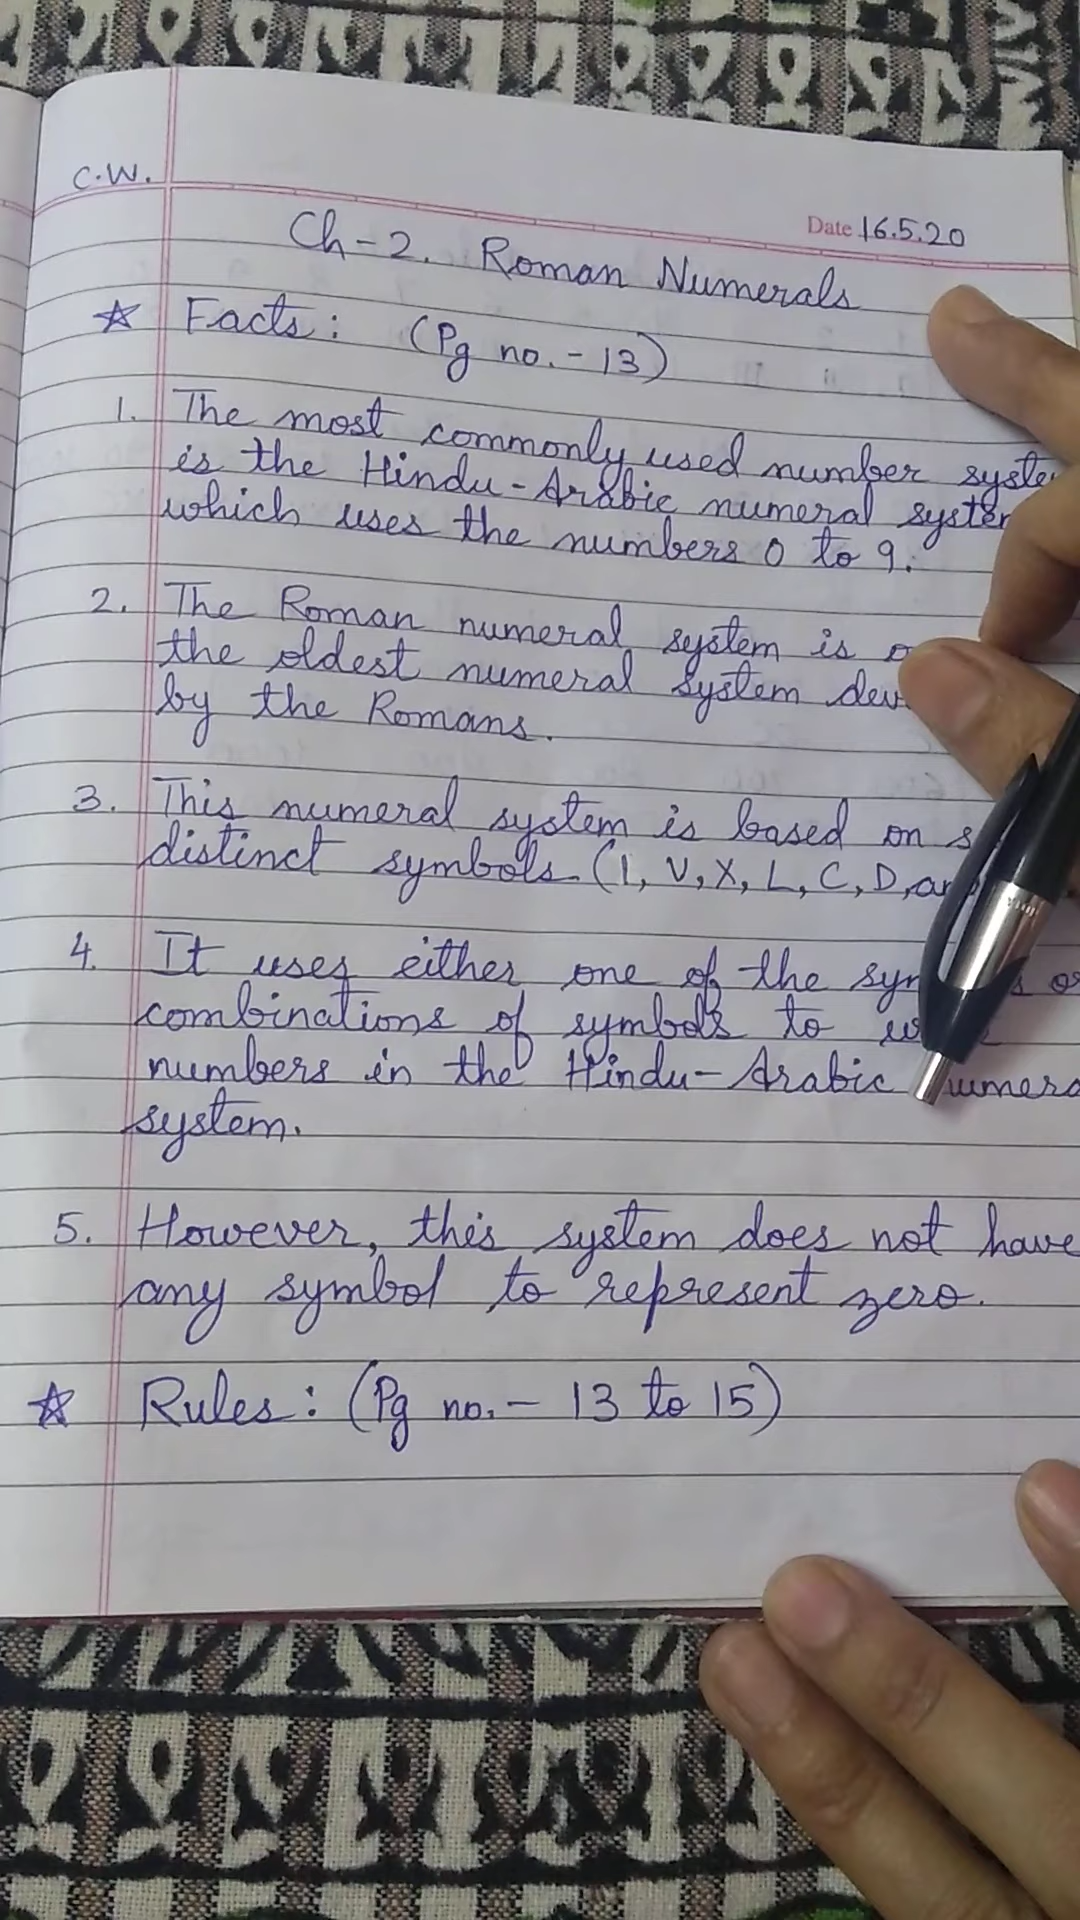 C.W.
Date 16.5.20
Ch-2. Roman Numerals
☆ Facts: (Pg no. - 13)
1. The most commonly used number
is the Hindu-Arabic numeral
which uses the numbers 0 to 9.
2. The Roman numeral system is
the oldest numeral system
by the Romans.
3. This numeral system is based on
distinct symbols. (I, V, X, L, C, D,
4. It uses either one of the
combinations of symbols to
numbers in the Hindu-Arabic
system.
5. However, this system does not have
any symbol to represent zero.
☆ Rules: (Pg no. - 13 to 15)